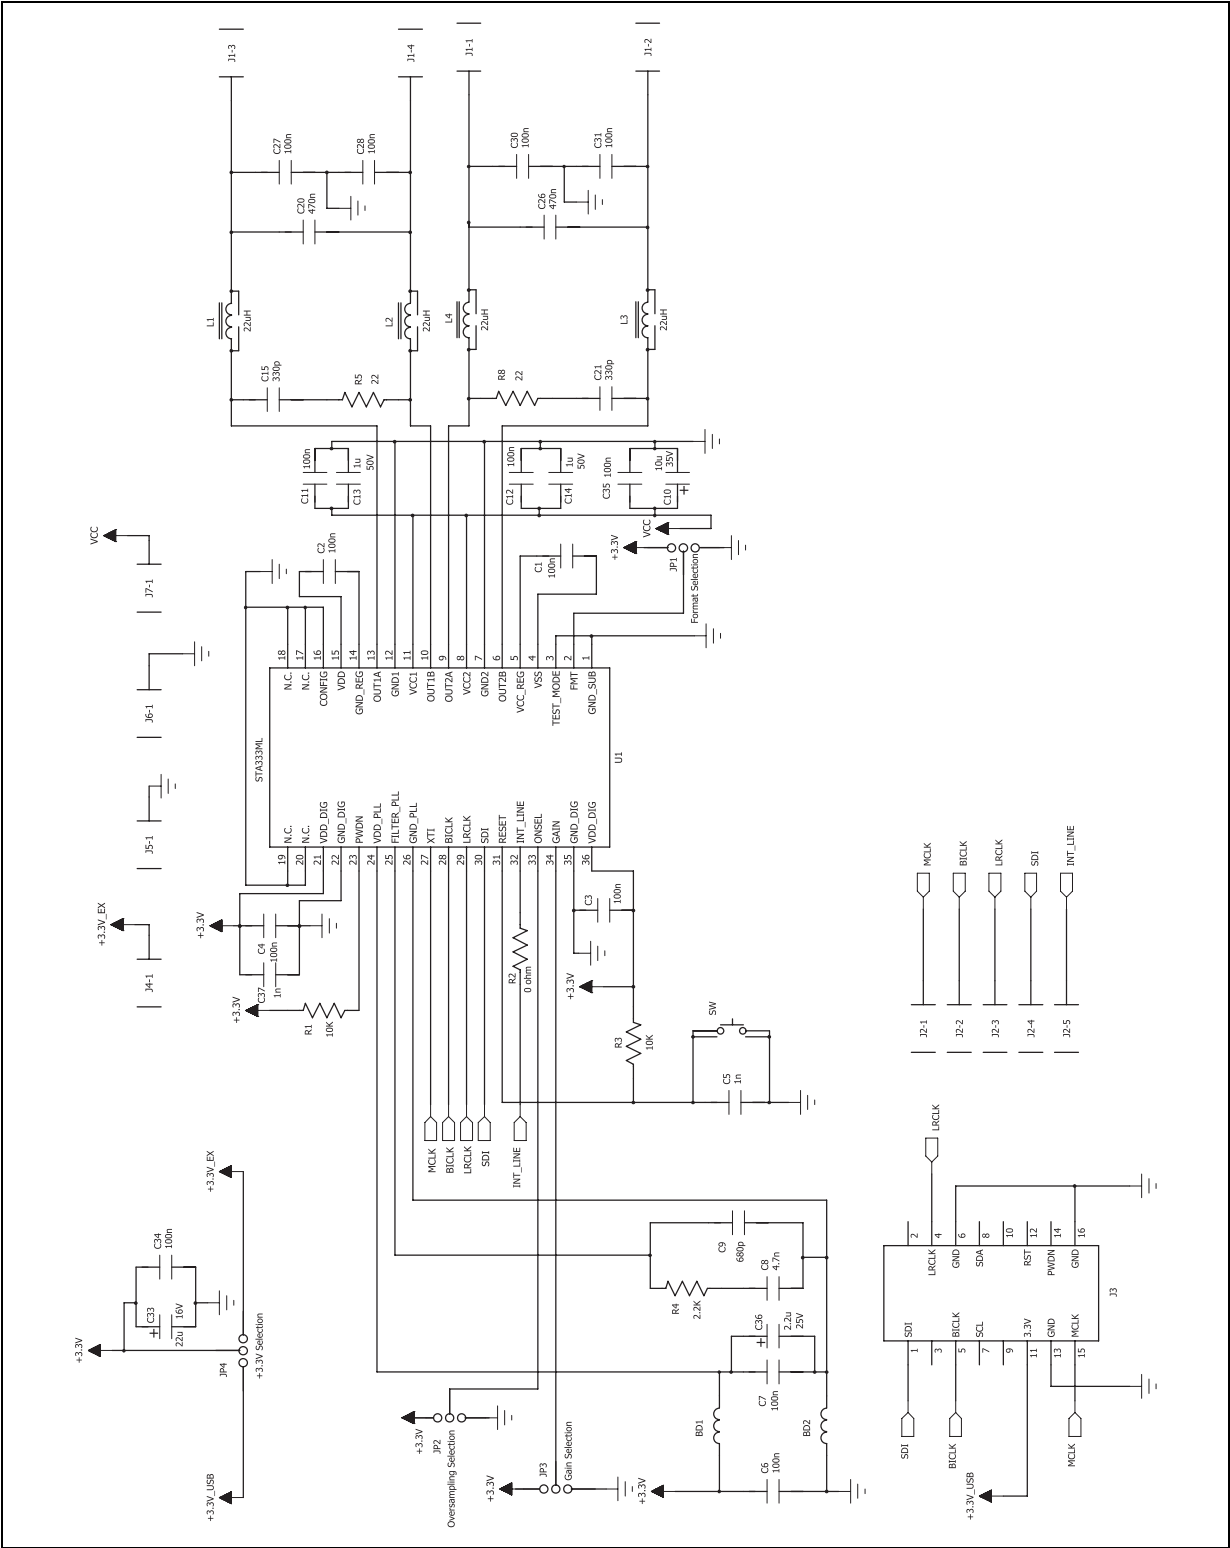 J1-3
J1-4
J1-1
J1-2
C27
100n
C28
100n
C20
470n
C30
100n
C31
100n
C26
470n
L1
22uH
L2
22uH
L4
22uH
L3
22uH
C15
330p
R5
22
R8
22
C21
330p
C11
100n
C13
1u
50V
C12
100n
C14
1u
50V
C35
100n
C10
10u
35V
+
VCC
VCC
J7-1
J6-1
J5-1
+3.3V_EX
J4-1
C2
100n
C1
100n
+3.3V
JP1
Format Selection
STA333ML
U1
18
N.C.
17
N.C.
16
CONFIG
15
VDD
14
GND_REG
13
OUT1A
12
GND1
11
VCC1
10
OUT1B
9
OUT2A
8
VCC2
7
GND2
6
OUT2B
5
VCC_REG
4
VSS
3
TEST_MODE
2
FMT
1
GND_SUB
19
N.C.
20
N.C.
21
VDD_DIG
22
GND_DIG
23
PWDN
24
VDD_PLL
25
FILTER_PLL
26
GND_PLL
27
XTI
28
BICLK
29
LRCLK
30
SDI
31
RESET
32
INT_LINE
33
ONSEL
34
GAIN
35
GND_DIG
36
VDD_DIG
+3.3V
C4
100n
C37
1n
+3.3V
R1
10K
R2
0 ohm
C3
100n
+3.3V
R3
10K
SW
C5
1n
MCLK
BICLK
LRCLK
SDI
INT_LINE
MCLK
BICLK
LRCLK
SDI
INT_LINE
J2-1
J2-2
J2-3
J2-4
J2-5
+3.3V_EX
C34
100n
C33
16V
22u
+
+3.3V
JP4
+3.3V Selection
+3.3V_USB
C9
680p
R4
2.2K
C8
4.7n
C36
2.2u
25V
+
C7
100n
BD1
BD2
C6
100n
+3.3V
JP2
Oversampling Selection
+3.3V
JP3
Gain Selection
+3.3V
LRCLK
2
4
LRCLK
6
GND
8
SDA
10
12
RST
14
PWDN
16
GND
J3
SDI
1
3
BICLK
5
SCL
7
9
3.3V
11
GND
13
MCLK
15
SDI
BICLK
MCLK
+3.3V_USB